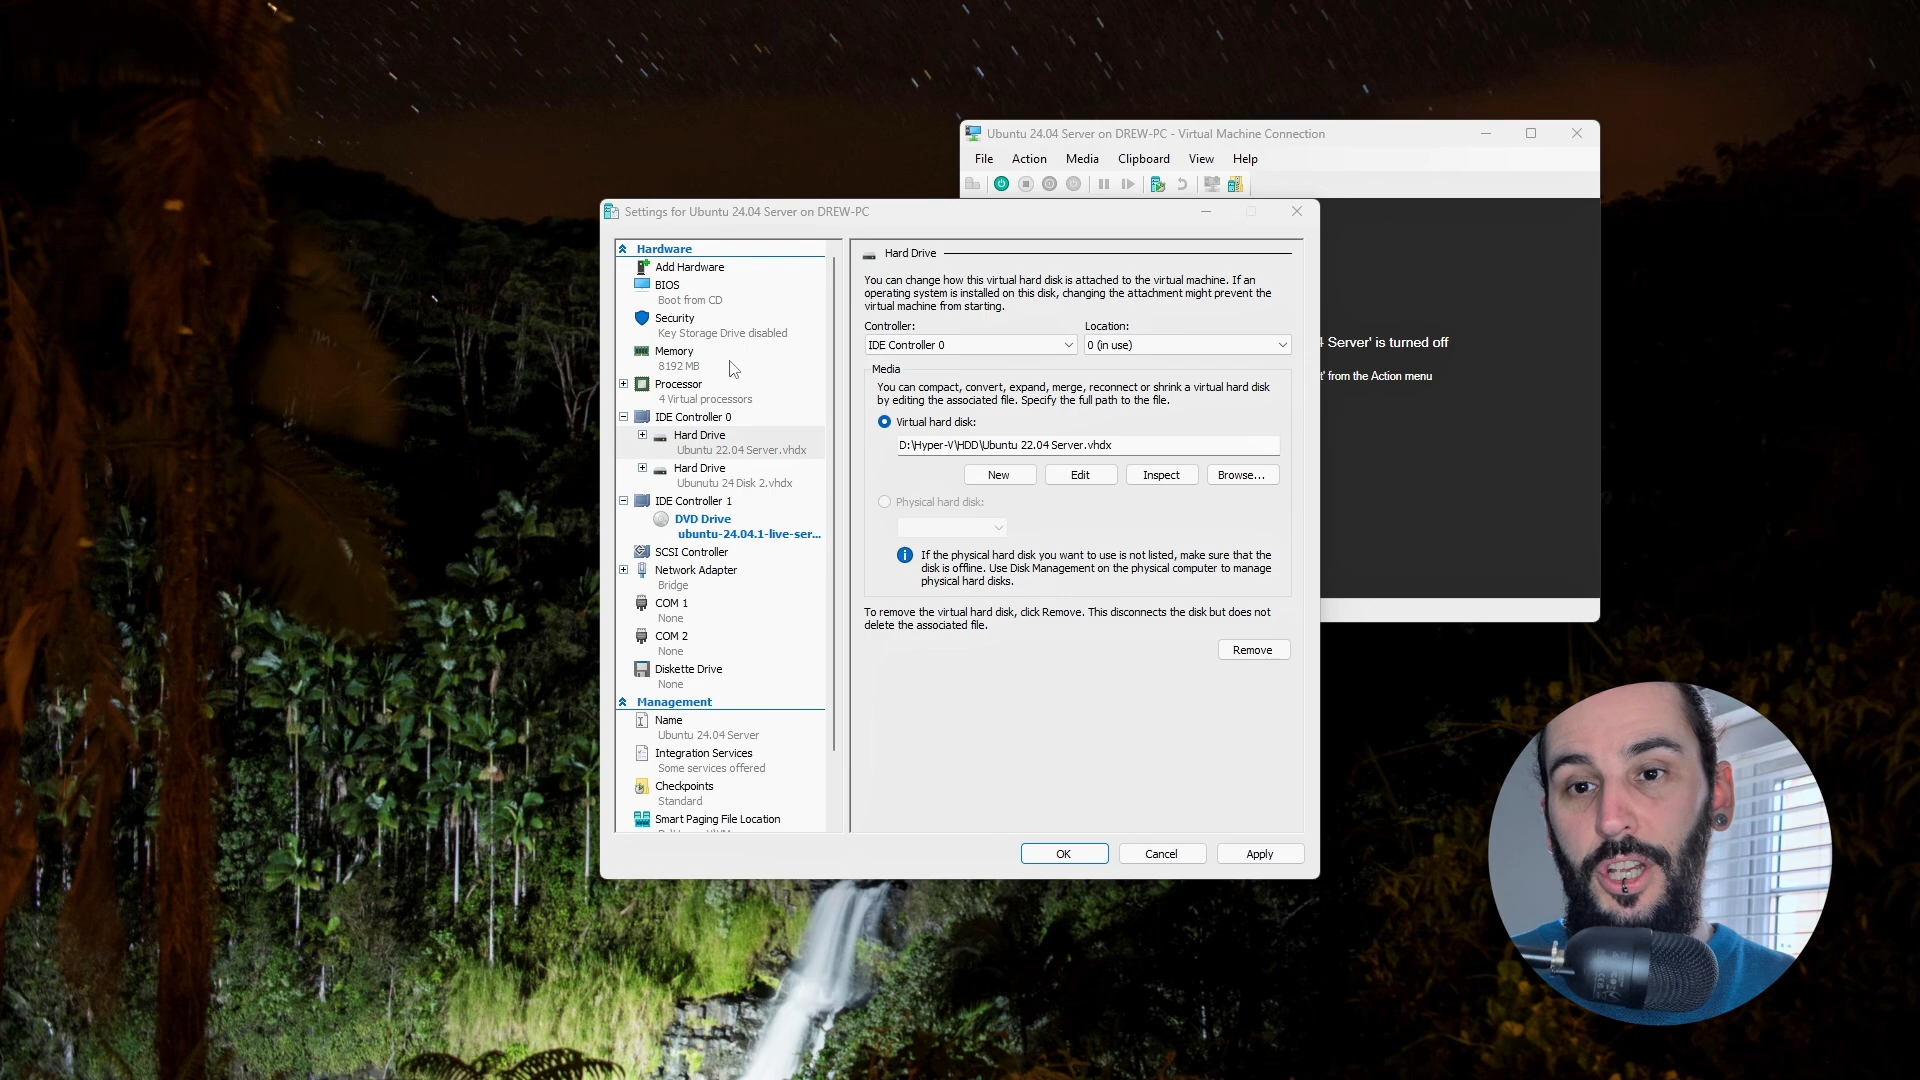 Ubuntu 24.04 Server on DREW-PC - Virtual Machine Connection
File Action Media Clipboard View Help
Settings for Ubuntu 24.04 Server on DREW-PC
Hardware
Add Hardware
BIOS
Boot from CD
Security
Key Storage Drive disabled
Memory
8192 MB
Processor
4 Virtual processors
IDE Controller 0
Hard Drive
Ubuntu 22.04 Server.vhdx
Hard Drive
Ubunutu 24 Disk 2.vhdx
IDE Controller 1
DVD Drive
ubuntu-24.04.1-live-ser...
SCSI Controller
Network Adapter
Bridge
COM 1
None
COM 2
None
Diskette Drive
None
Management
Name
Ubuntu 24.04 Server
Integration Services
Some services offered
Checkpoints
Standard
Smart Paging File Location
Hard Drive
You can change how this virtual hard disk is attached to the virtual machine. If an
operating system is installed on this disk, changing the attachment might prevent the
virtual machine from starting.
Controller: Location:
IDE Controller 0 0 (in use)
Media
You can compact, convert, expand, merge, reconnect or shrink a virtual hard disk
by editing the associated file. Specify the full path to the file.
Virtual hard disk:
D:\Hyper-V\HDD\Ubuntu 22.04 Server.vhdx
New Edit Inspect Browse...
Physical hard disk:
If the physical hard disk you want to use is not listed, make sure that the
disk is offline. Use Disk Management on the physical computer to manage
physical hard disks.
To remove the virtual hard disk, click Remove. This disconnects the disk but does not
delete the associated file.
Remove
OK Cancel Apply
4 Server' is turned off
t' from the Action menu